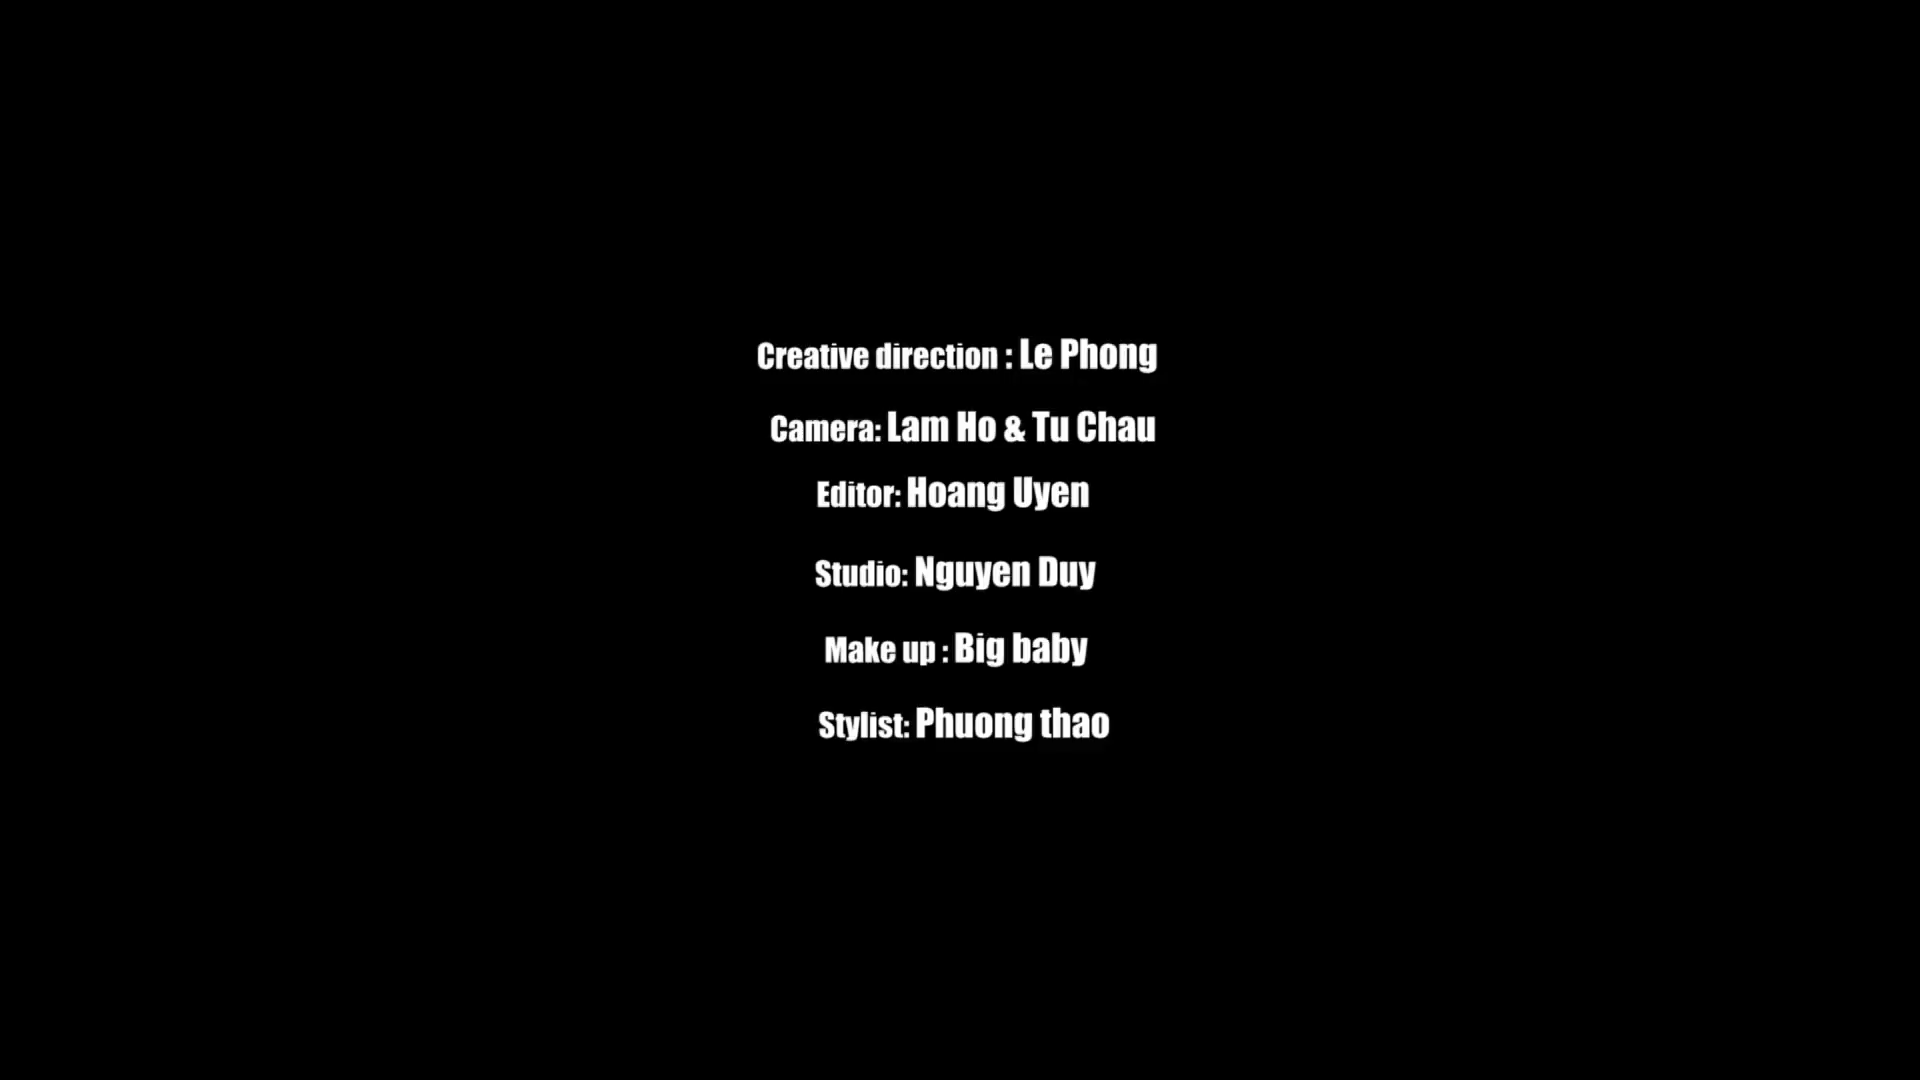 Creative direction : Le Phong
Camera: Lam Ho & Tu Chau
Editor: Hoang Uyen
Studio: Nguyen Duy
Make up : Big baby
Stylist: Phuong thao